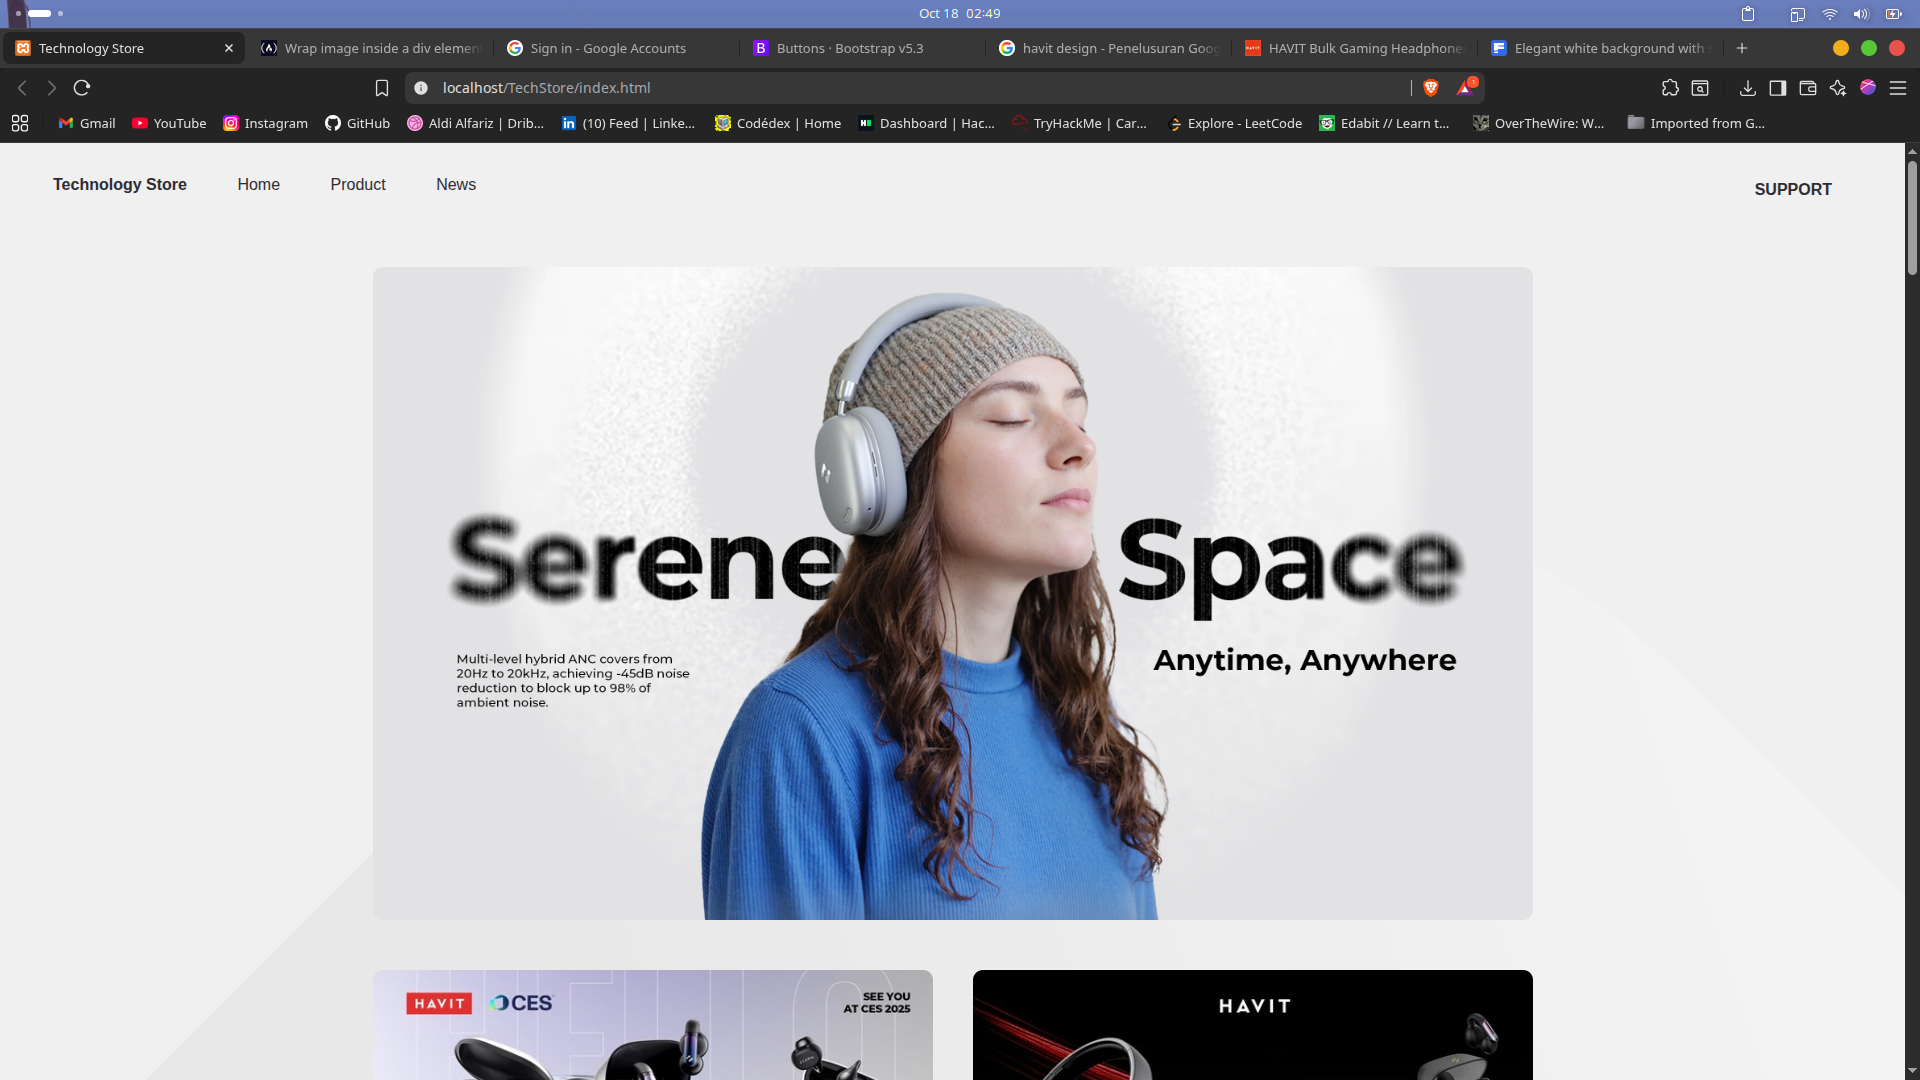 Oct 18 02:49
Technology Store
Wrap image inside a div elemen
Sign in - Google Accounts
Buttons · Bootstrap v5.3
havit design - Penelusuran Goog
HAVIT Bulk Gaming Headphone
Elegant white background with
localhost/TechStore/index.html
1
Gmail
YouTube
Instagram
GitHub
Aldi Alfariz | Drib...
(10) Feed | Linke...
Codédex | Home
Dashboard | Hac...
TryHackMe | Car...
Explore - LeetCode
Edabit // Learn t...
OverTheWire: W...
Imported from G...
Technology Store
Home
Product
News
SUPPORT
Serene Space
Multi-level hybrid ANC covers from
20Hz to 20kHz, achieving -45dB noise
reduction to block up to 98% of
ambient noise.
Anytime, Anywhere
HAVIT
CES
SEE YOU
AT CES 2025
HAVIT